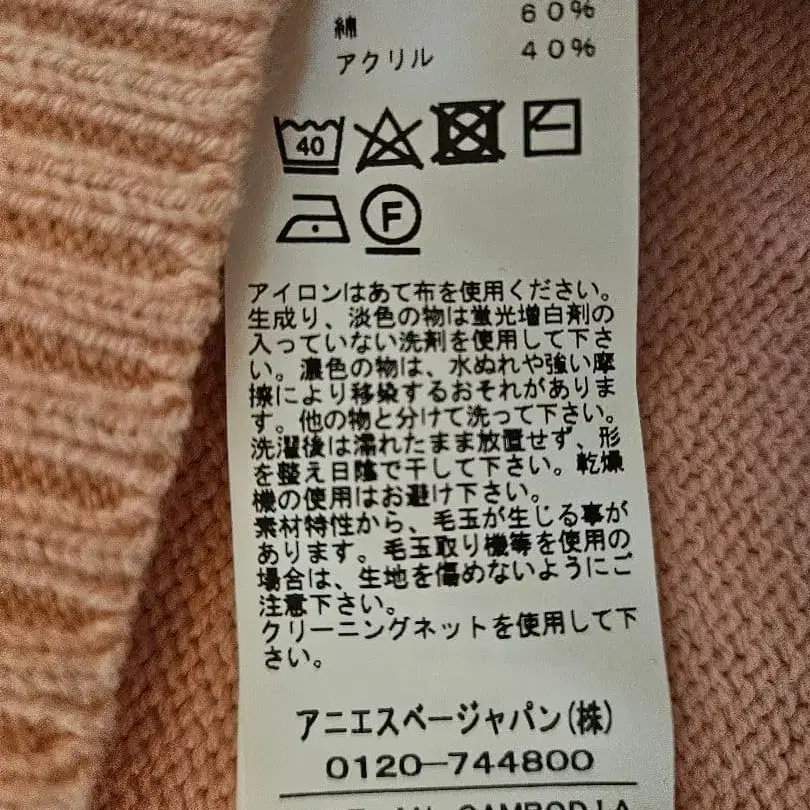 綿 60%
アクリル 40%
40
F
アイロンはあて布を使用ください。
生成り、淡色の物は蛍光増白剤の
入っていない洗剤を使用して下さ
い。濃色の物は、水ぬれや強い摩
擦により移染するおそれがありま
す。他の物と分けて洗って下さい。
洗濯後は濡れたまま放置せず、形
を整え日陰で干して下さい。乾燥
機の使用はお避け下さい。
素材特性から、毛玉が生じる事が
あります。毛玉取り機等を使用の
場合は、生地を傷めないようにご
注意下さい。
クリーニングネットを使用して下
さい。
アニエスベージャパン(株)
0120-744800
CAMBODIA